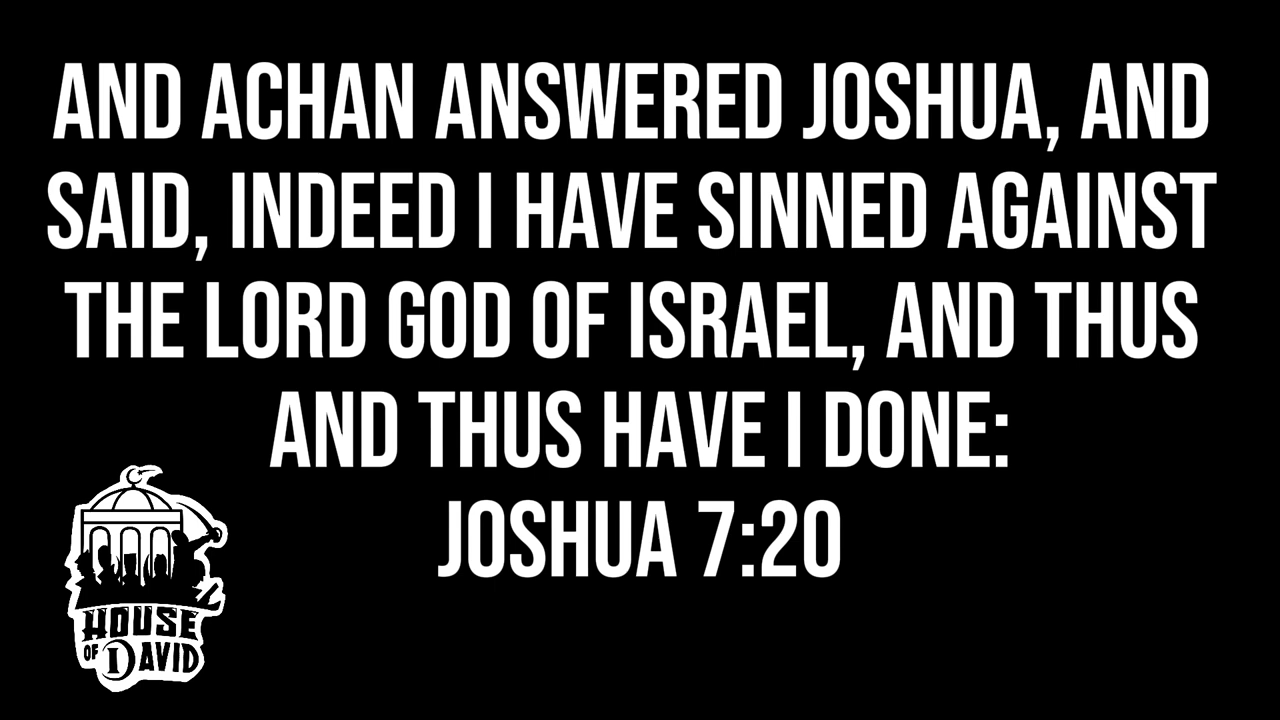 AND ACHAN ANSWERED JOSHUA, AND
SAID, INDEED I HAVE SINNED AGAINST
THE LORD GOD OF ISRAEL, AND THUS
AND THUS HAVE I DONE:
JOSHUA 7:20
HOUSE
OF DAVID